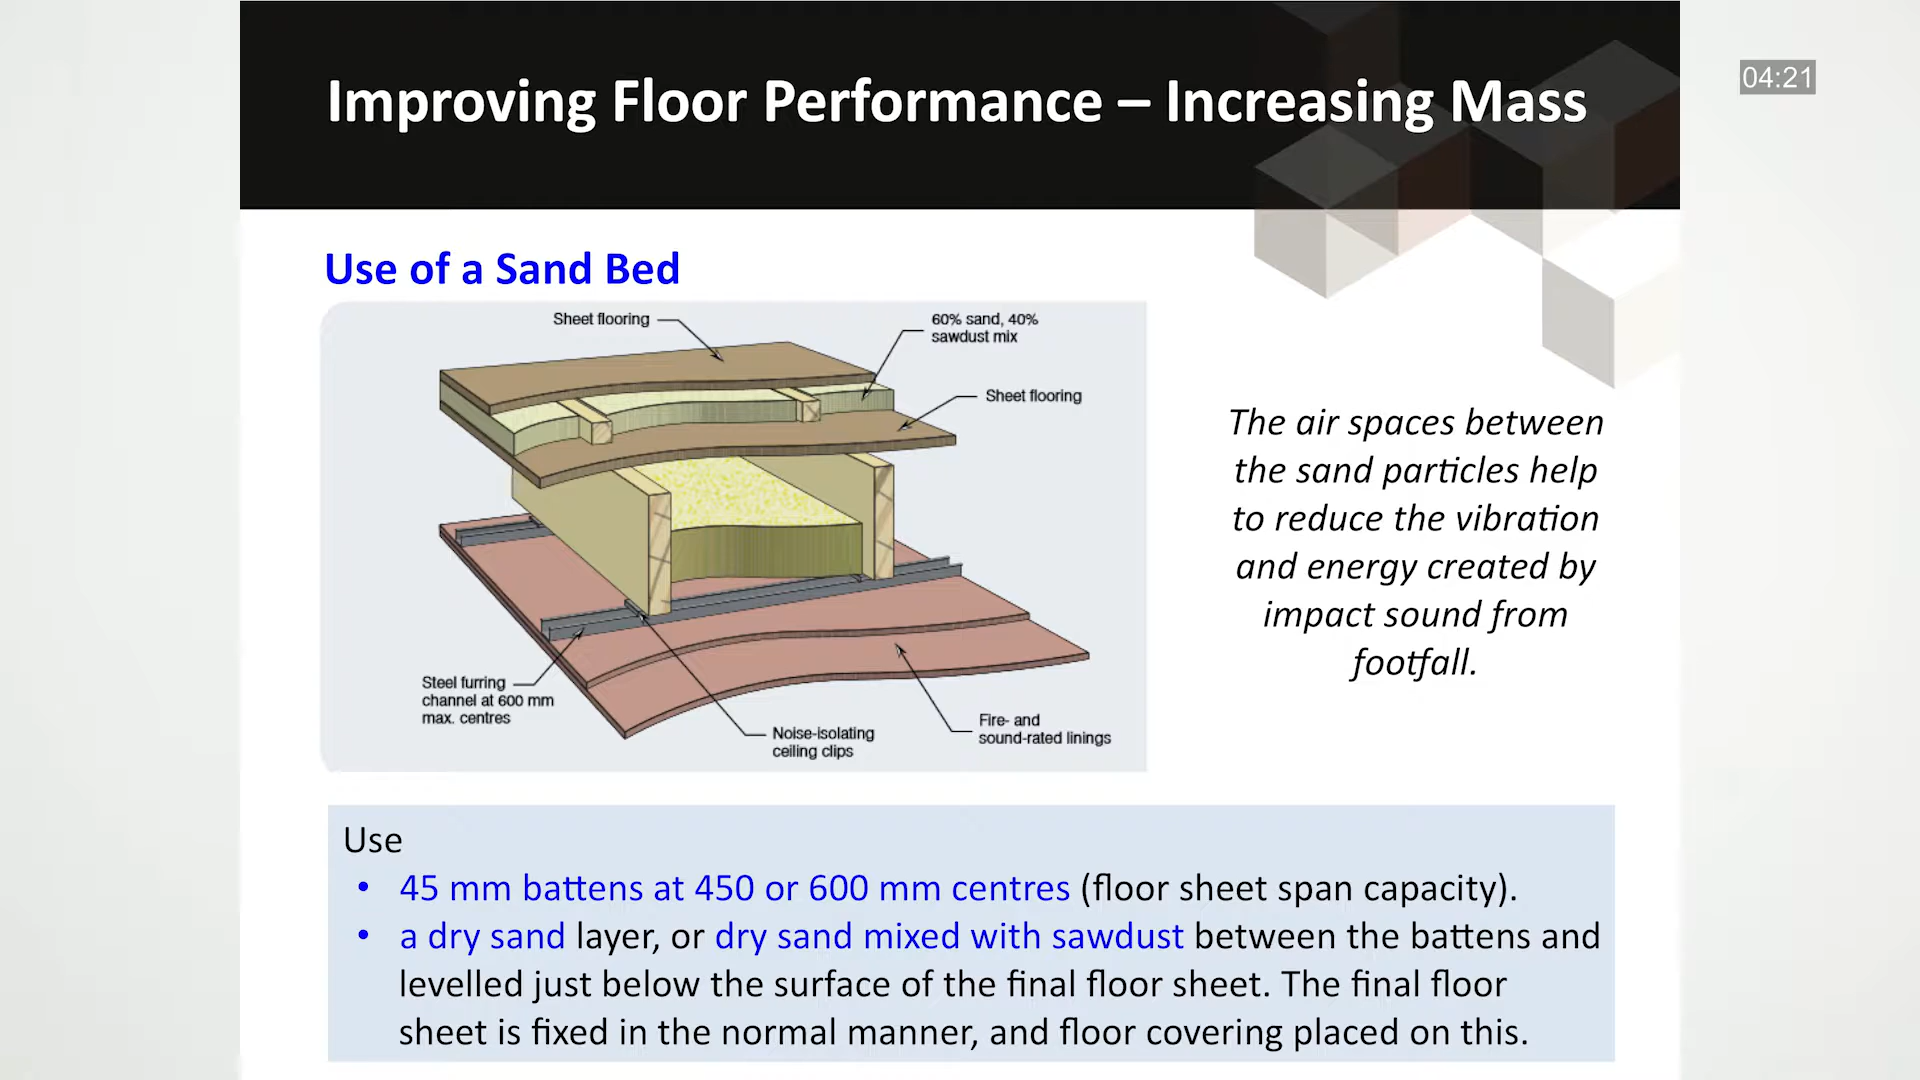 Improving Floor Performance – Increasing Mass
04:21
Use of a Sand Bed
Sheet flooring
60% sand, 40%
sawdust mix
Sheet flooring
Steel furring
channel at 600 mm
max. centres
Noise-isolating
ceiling clips
Fire- and
sound-rated linings
The air spaces between
the sand particles help
to reduce the vibration
and energy created by
impact sound from
footfall.
Use
• 45 mm battens at 450 or 600 mm centres (floor sheet span capacity).
• a dry sand layer, or dry sand mixed with sawdust between the battens and
levelled just below the surface of the final floor sheet. The final floor
sheet is fixed in the normal manner, and floor covering placed on this.